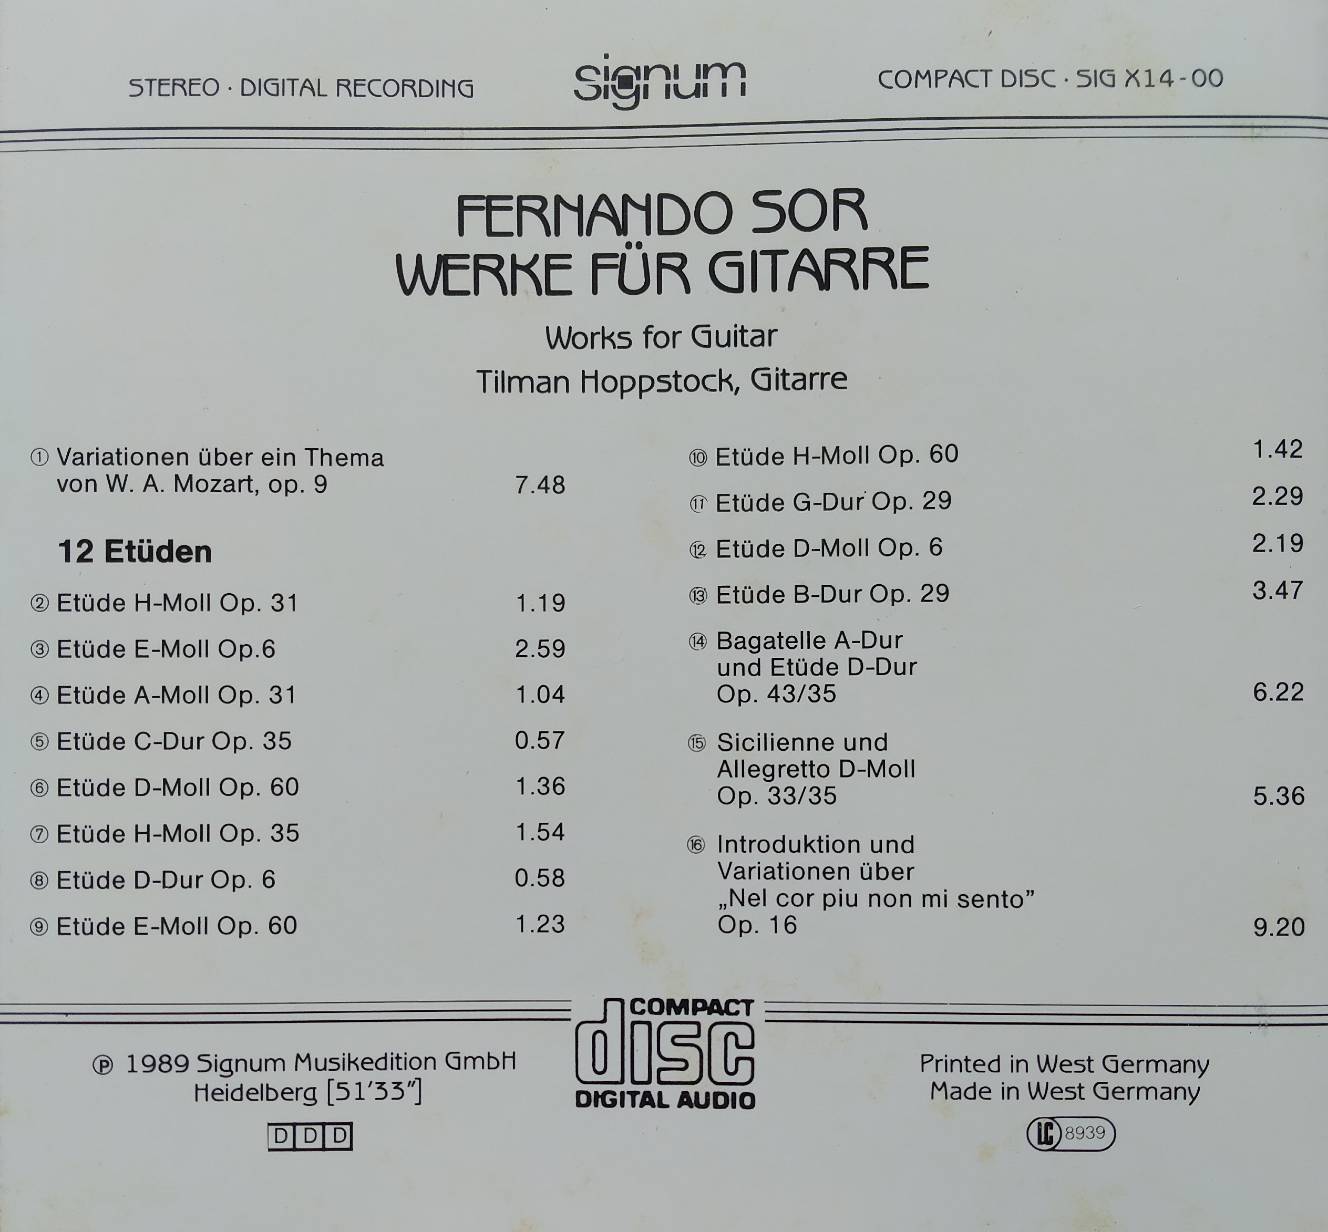 STEREO · DIGITAL RECORDING
signum
COMPACT DISC · SIG X14-00
FERNANDO SOR
WERKE FÜR GITARRE
Works for Guitar
Tilman Hoppstock, Gitarre
① Variationen über ein Thema
von W. A. Mozart, op. 9 7.48
12 Etüden
② Etüde H-Moll Op. 31 1.19
③ Etüde E-Moll Op.6 2.59
④ Etüde A-Moll Op. 31 1.04
⑤ Etüde C-Dur Op. 35 0.57
⑥ Etüde D-Moll Op. 60 1.36
⑦ Etüde H-Moll Op. 35 1.54
⑧ Etüde D-Dur Op. 6 0.58
⑨ Etüde E-Moll Op. 60 1.23
⑩ Etüde H-Moll Op. 60 1.42
⑪ Etüde G-Dur Op. 29 2.29
⑫ Etüde D-Moll Op. 6 2.19
⑬ Etüde B-Dur Op. 29 3.47
⑭ Bagatelle A-Dur
und Etüde D-Dur
Op. 43/35 6.22
⑮ Sicilienne und
Allegretto D-Moll
Op. 33/35 5.36
⑯ Introduktion und
Variationen über
„Nel cor piu non mi sento”
Op. 16 9.20
℗ 1989 Signum Musikedition GmbH
Heidelberg [51'33"]
DDD
COMPACT
disc
DIGITAL AUDIO
Printed in West Germany
Made in West Germany
LC 8939